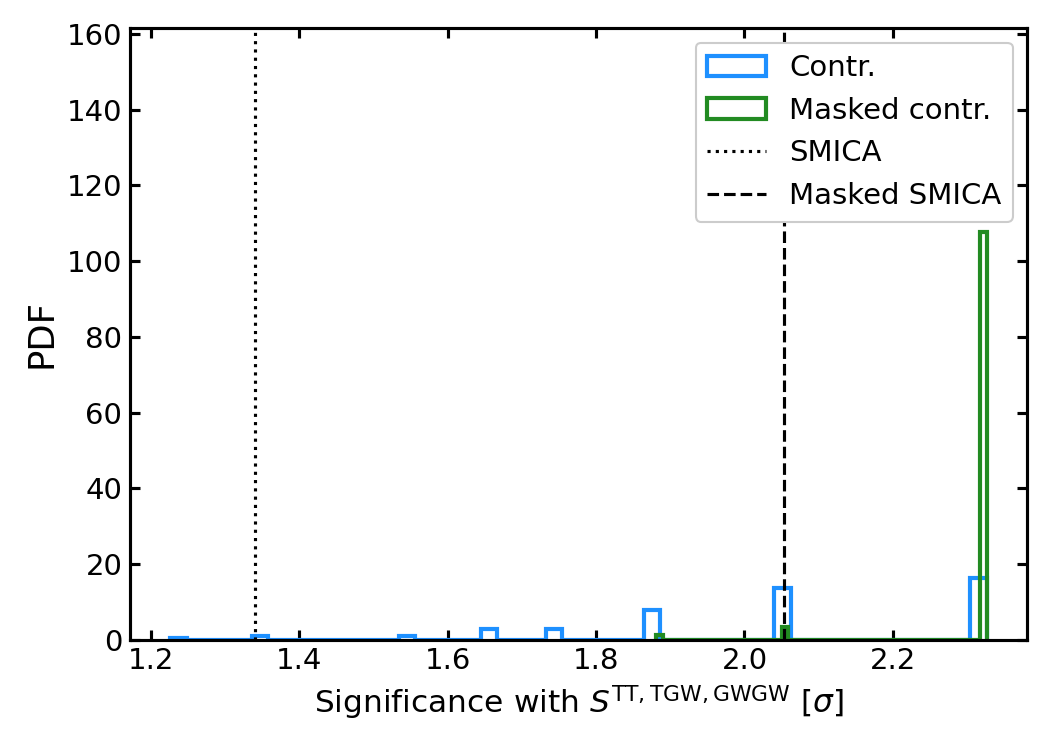 160
140
120
100
80
60
40
20
0
PDF
Contr.
Masked contr.
SMICA
Masked SMICA
1.2 1.4 1.6 1.8 2.0 2.2
Significance with S^{TT, TGW, GWGW} [σ]